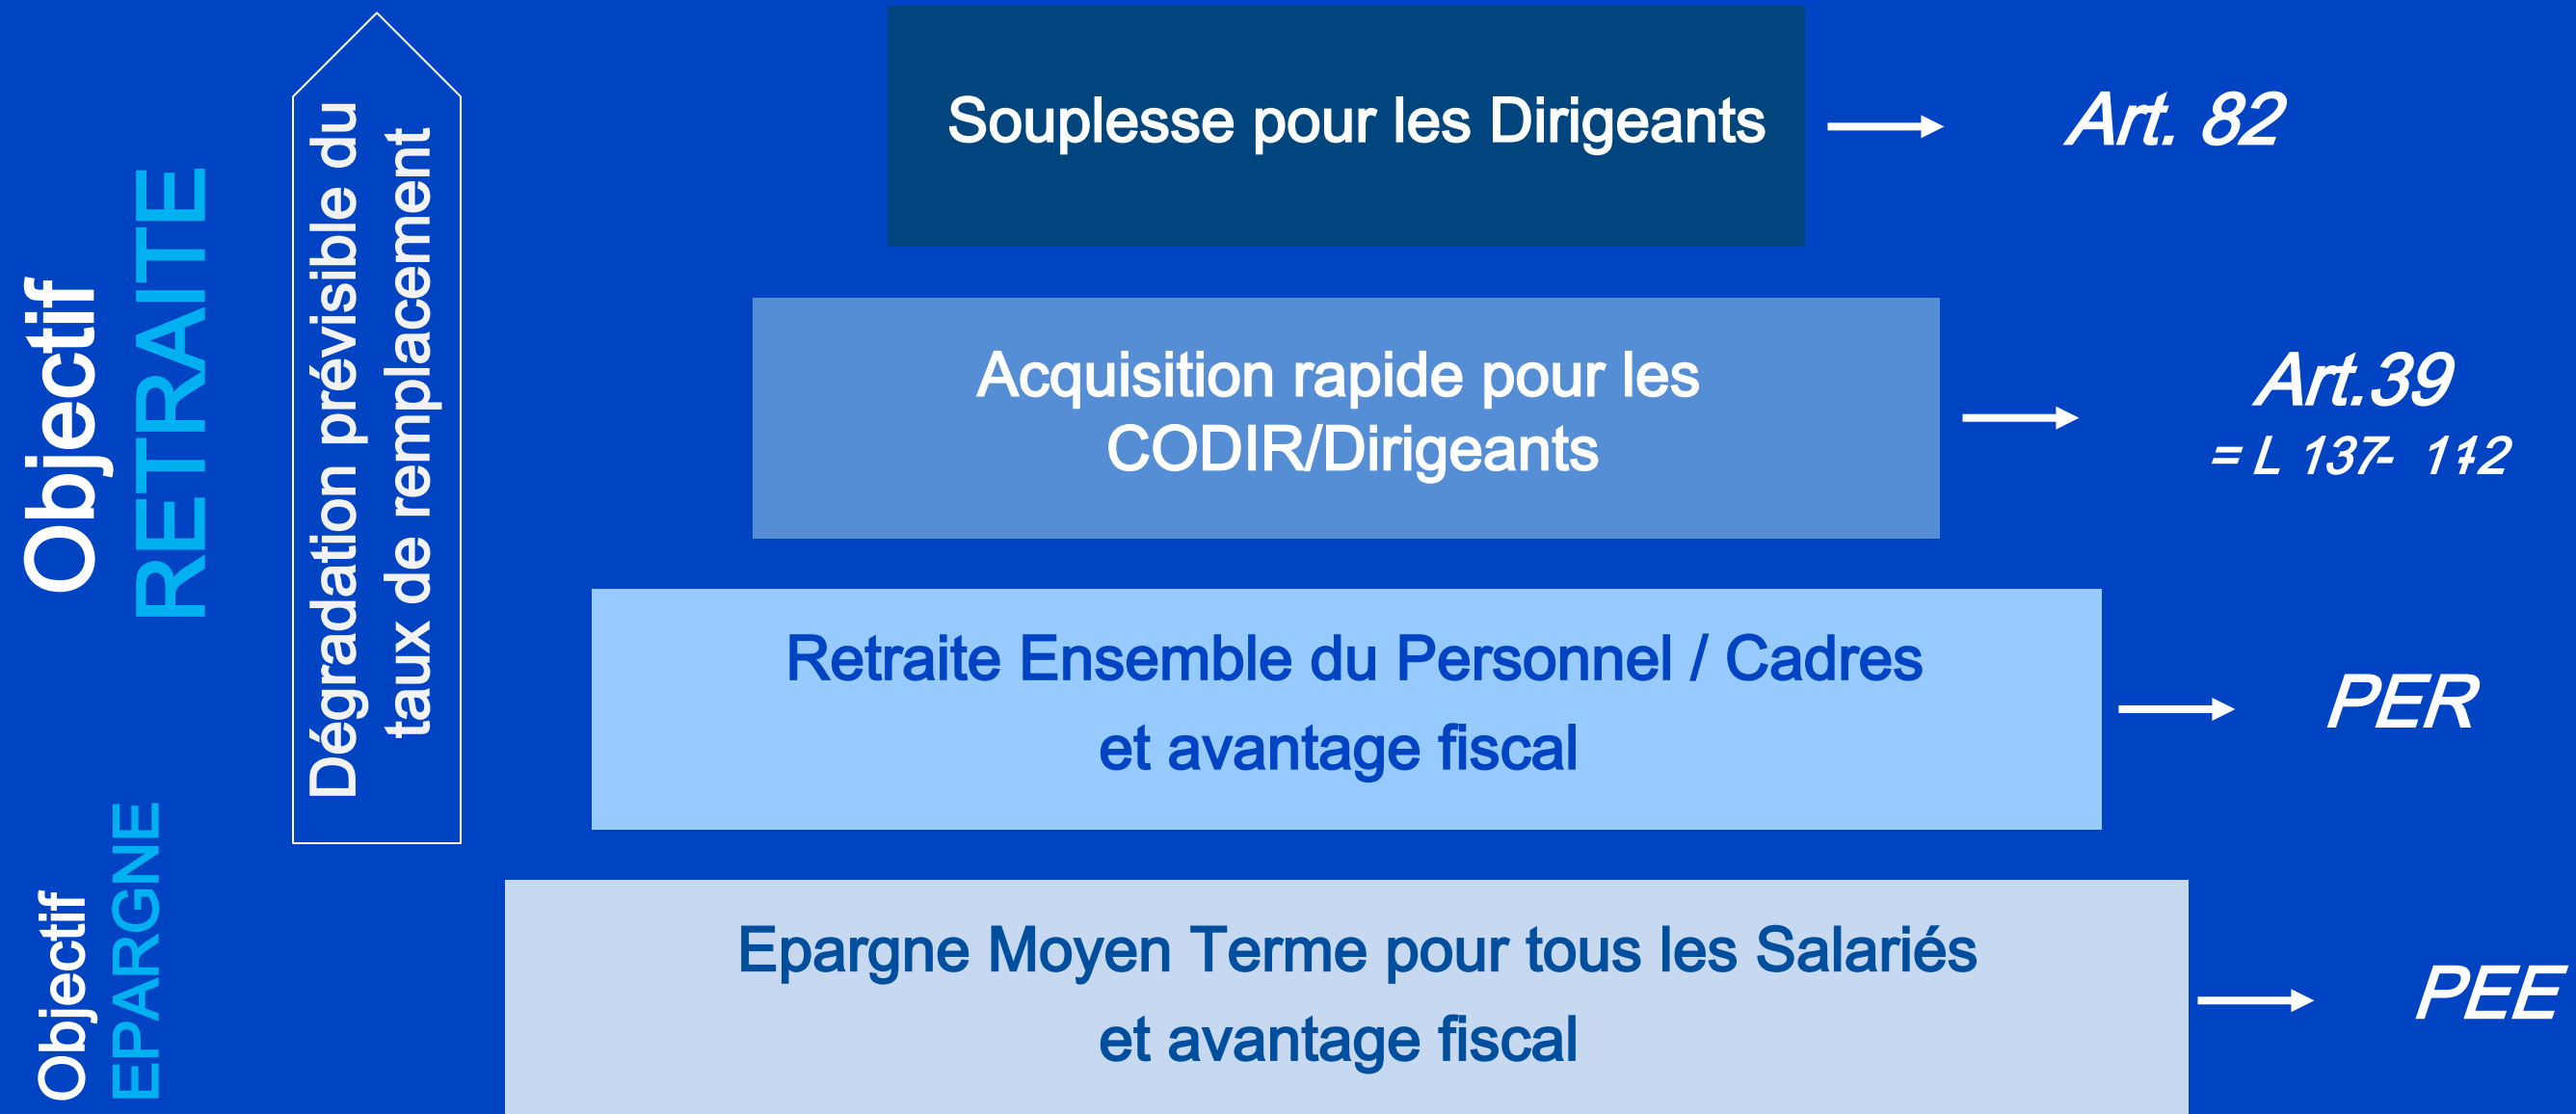 Objectif
RETRAITE
Dégradation prévisible du
taux de remplacement
Souplesse pour les Dirigeants
Art. 82
Acquisition rapide pour les
CODIR/Dirigeants
Art.39
= L 137-
Retraite Ensemble du Personnel / Cadres
et avantage fiscal
PER
Objectif
EPARGNE
Epargne Moyen Terme pour tous les Salariés
et avantage fiscal
PEE